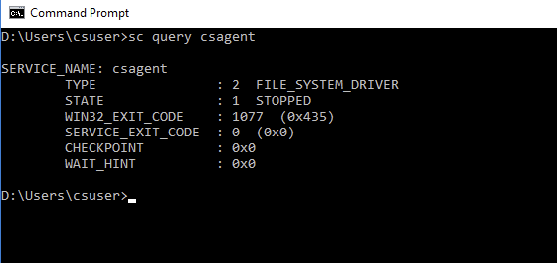 Command Prompt
D:\Users\csuser>sc query csagent
SERVICE_NAME: csagent
        TYPE               : 2  FILE_SYSTEM_DRIVER
        STATE              : 1  STOPPED
        WIN32_EXIT_CODE    : 1077  (0x435)
        SERVICE_EXIT_CODE  : 0  (0x0)
        CHECKPOINT         : 0x0
        WAIT_HINT          : 0x0
D:\Users\csuser>